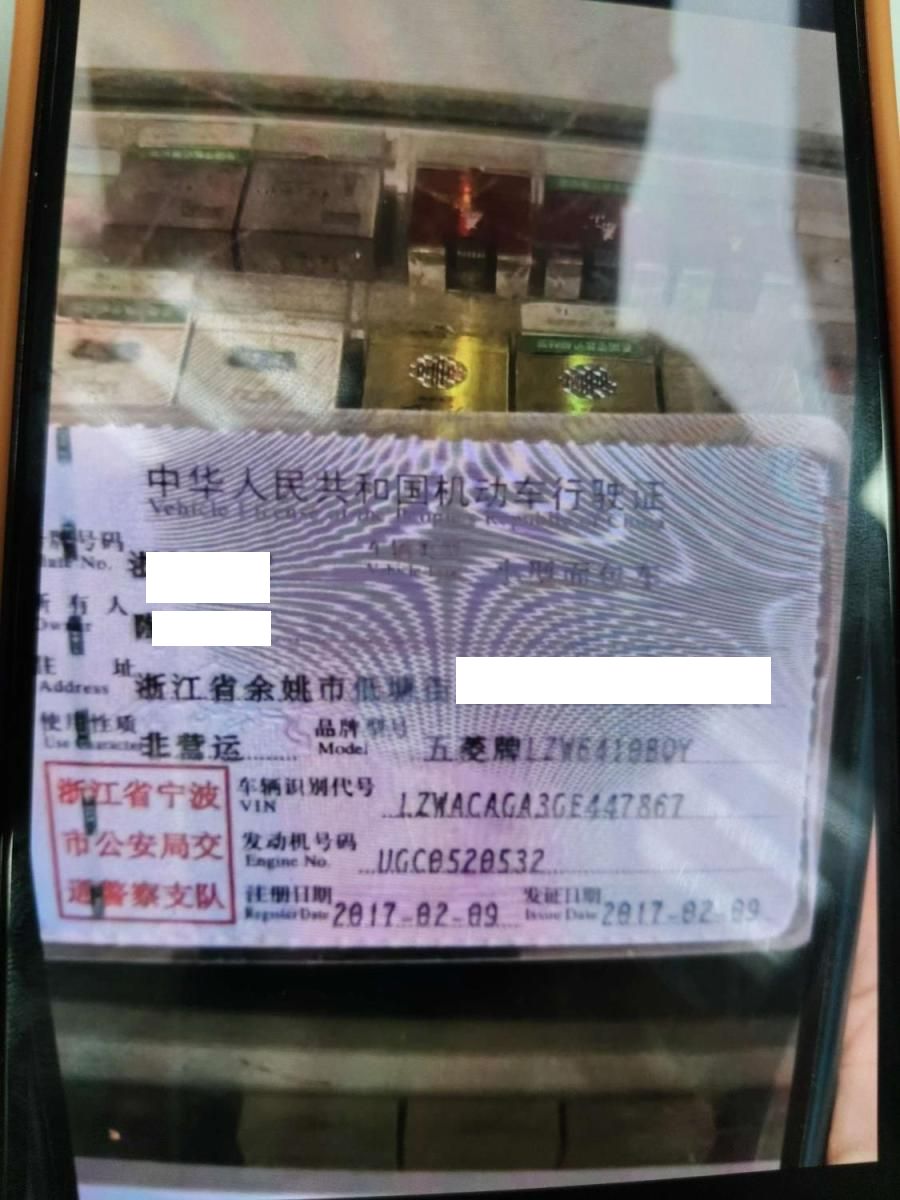 中华人民共和国机动车行驶证
Vehicle License of the People's Republic of China
号码
车辆类型
Plate No. 浙
Vehicle Type 小型面包车
所有人
Owner
住址
Address 浙江省余姚市低塘街
使用性质
Use Character 非营运
品牌型号
Model 五菱牌LZW6410BQY
浙江省宁波
市公安局交
通警察支队
车辆识别代号
VIN LZWACAGA3GE447867
发动机号码
Engine No. UGC0520532
注册日期
Register Date 2017-02-09
发证日期
Issue Date 2017-02-09